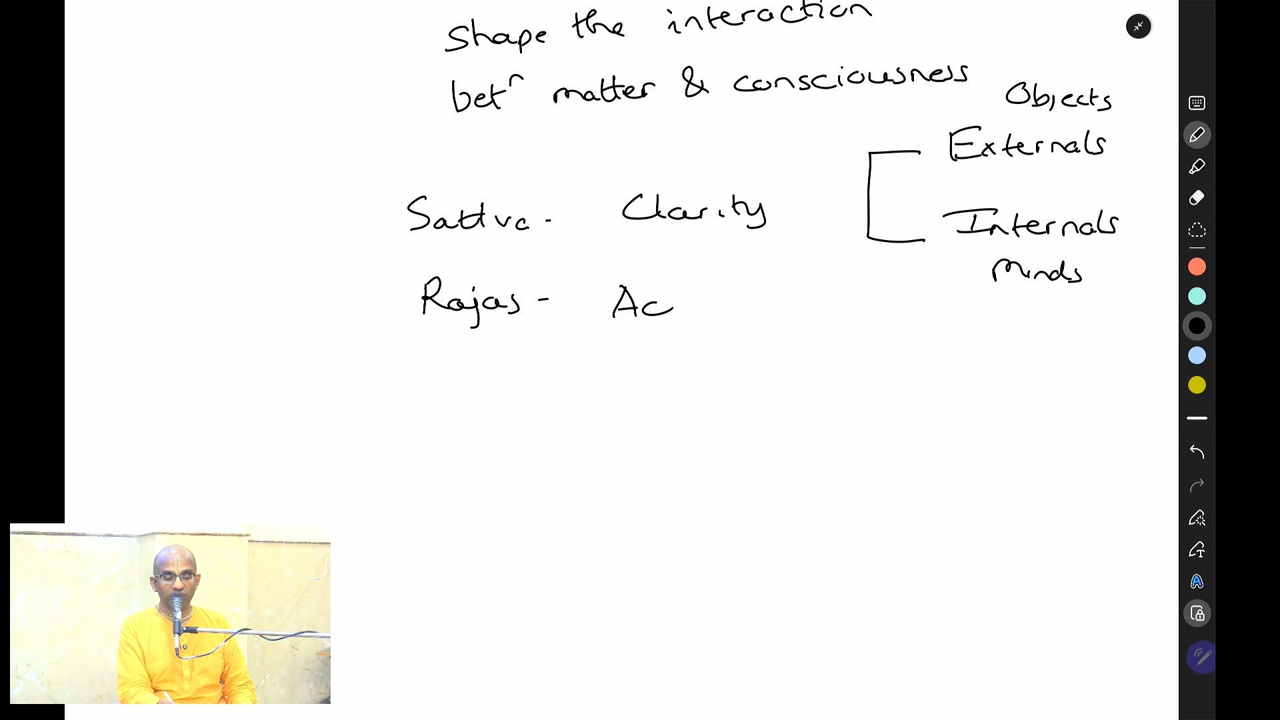 shape the interaction
betn matter & consciousness
Objects
Externals
Sattva - Clarity
Internals
Minds
Rajas - Ac